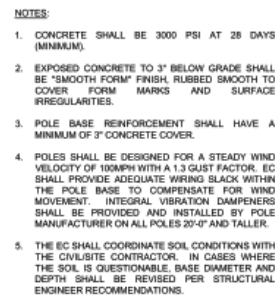 NOTES:
1. CONCRETE SHALL BE 3000 PSI AT 28 DAYS
(MINIMUM).
2. EXPOSED CONCRETE TO 3" BELOW GRADE SHALL
BE "SMOOTH FORM" FINISH, RUBBED SMOOTH TO
COVER FORM MARKS AND SURFACE
IRREGULARITIES.
3. POLE BASE REINFORCEMENT SHALL HAVE A
MINIMUM OF 3" CONCRETE COVER.
4. POLES SHALL BE DESIGNED FOR A STEADY WIND
VELOCITY OF 100MPH WITH A 1.3 GUST FACTOR. EC
SHALL PROVIDE ADEQUATE WIRING SLACK WITHIN
THE POLE BASE TO COMPENSATE FOR WIND
MOVEMENT. INTEGRAL VIBRATION DAMPENERS
SHALL BE PROVIDED AND INSTALLED BY POLE
MANUFACTURER ON ALL POLES 20'-0" AND TALLER.
5. THE EC SHALL COORDINATE SOIL CONDITIONS WITH
THE CIVIL/SITE CONTRACTOR. IN CASES WHERE
THE SOIL IS QUESTIONABLE, BASE DIAMETER AND
DEPTH SHALL BE REVISED PER STRUCTURAL
ENGINEER RECOMMENDATIONS.